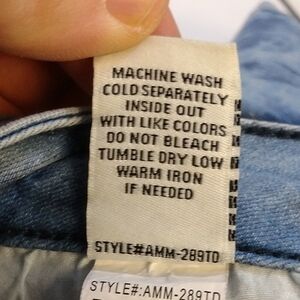 MACHINE WASH
COLD SEPARATELY
INSIDE OUT
WITH LIKE COLORS
DO NOT BLEACH
TUMBLE DRY LOW
WARM IRON
IF NEEDED
STYLE#AMM-289TD
STYLE#:AMM-289TD